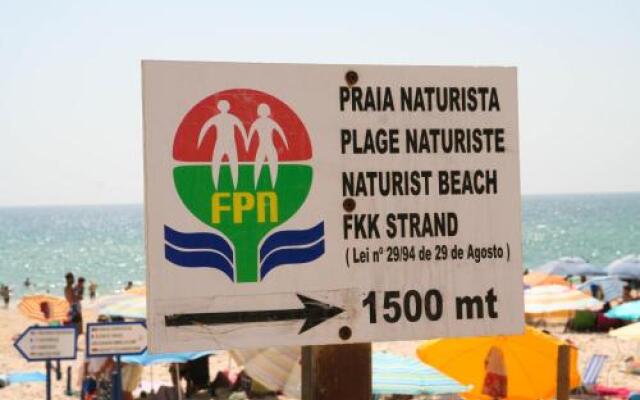 FPN
PRAIA NATURISTA
PLAGE NATURISTE
NATURIST BEACH
FKK STRAND
( Lei nº 29/94 de 29 de Agosto )
1500 mt